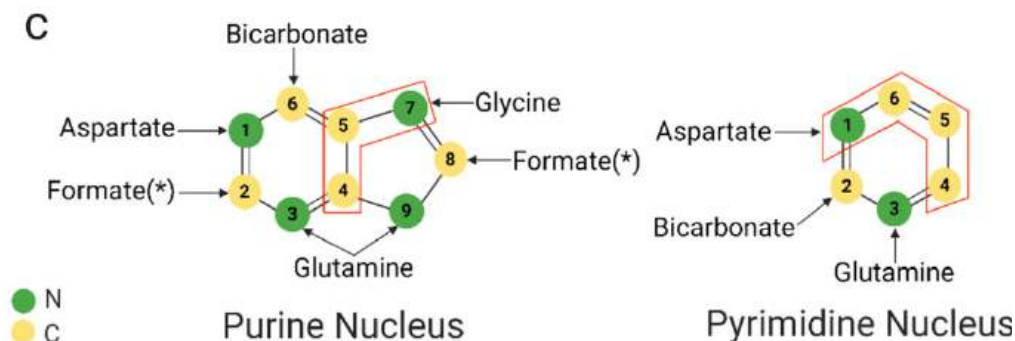 C
Bicarbonate
6
7
Glycine
Aspartate
1
5
8
Formate(*)
Formate(*)
2
4
3
9
Glutamine
Purine Nucleus
6
1
5
Aspartate
2
4
Bicarbonate
3
Glutamine
Pyrimidine Nucleus
N
C